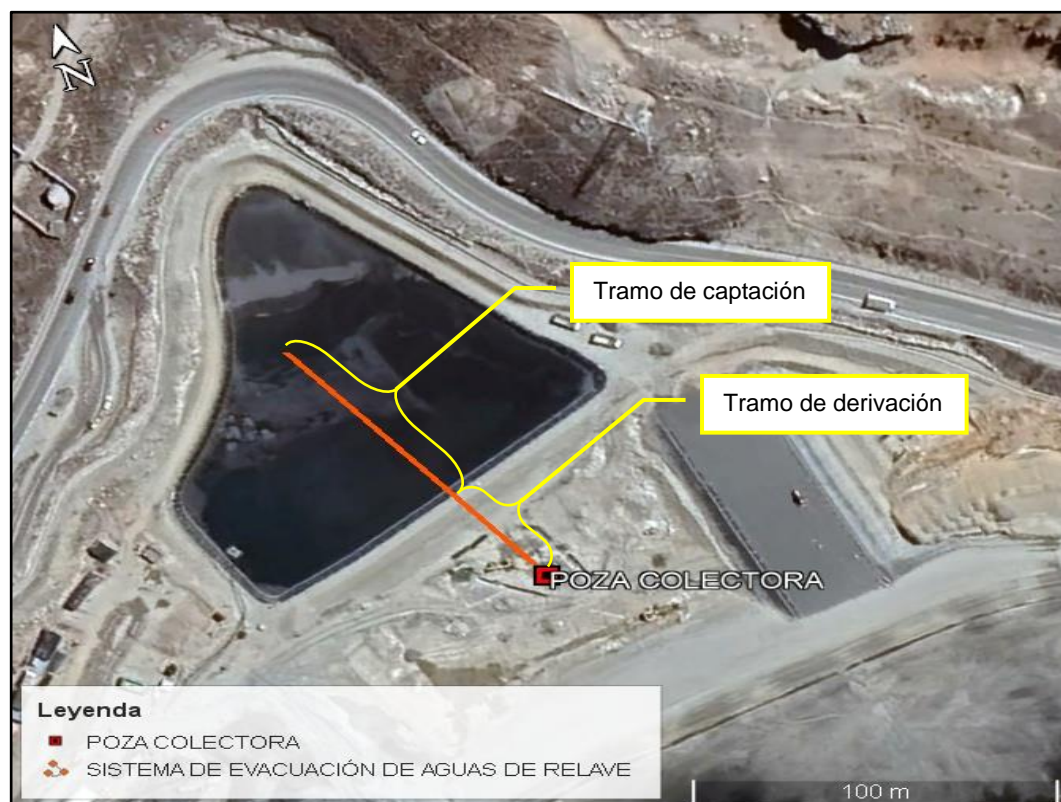 N
Tramo de captación
Tramo de derivación
POZA COLECTORA
Leyenda
POZA COLECTORA
SISTEMA DE EVACUACIÓN DE AGUAS DE RELAVE
100 m